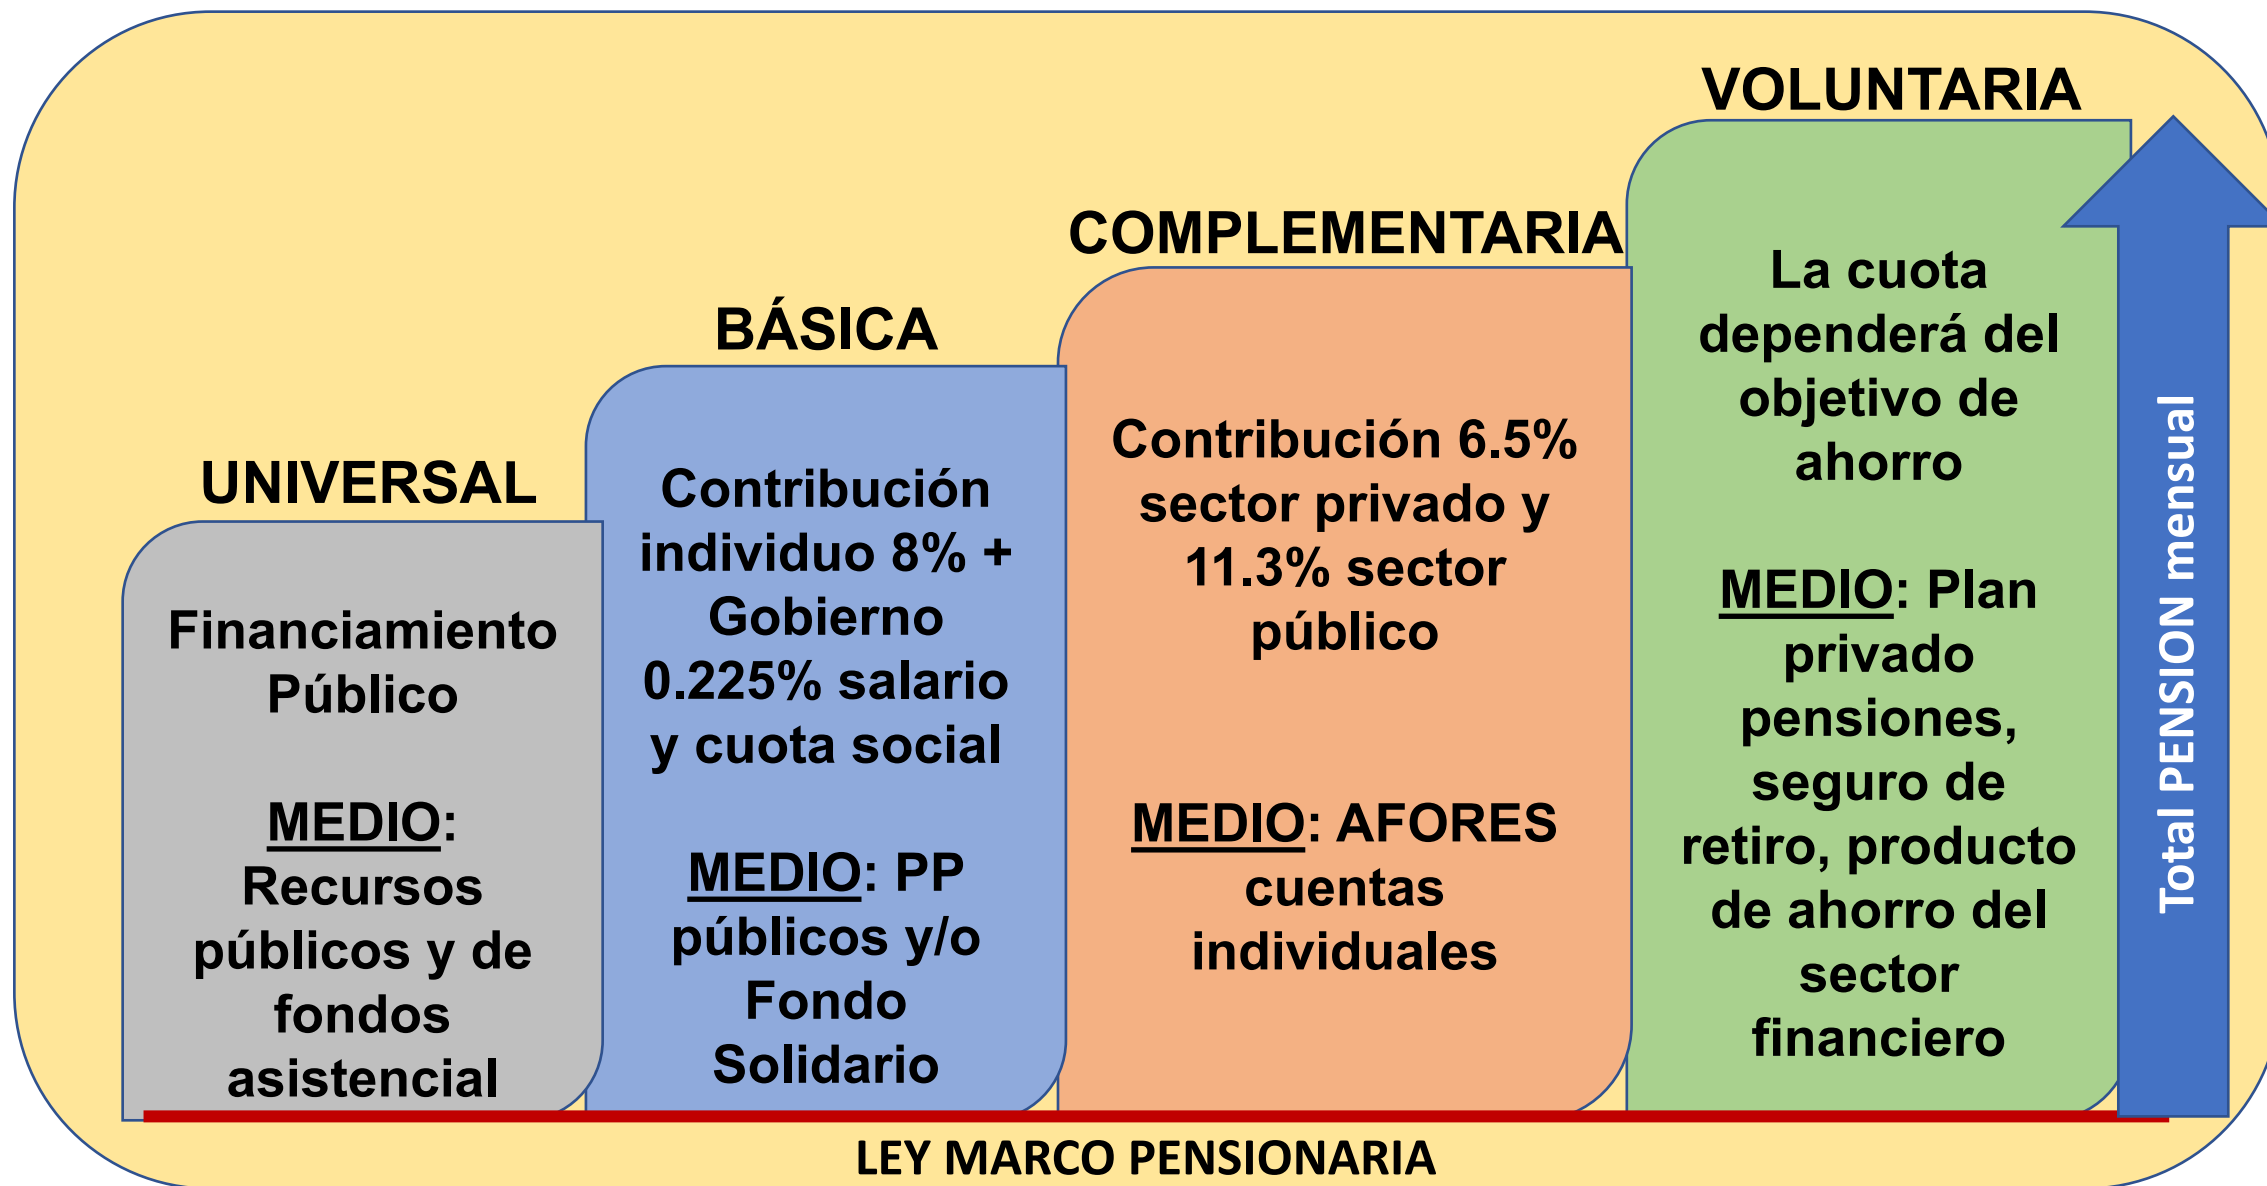 UNIVERSAL
Financiamiento
Público
MEDIO:
Recursos
públicos y de
fondos
asistencial
BÁSICA
Contribución
individuo 8% +
Gobierno
0.225% salario
y cuota social
MEDIO: PP
públicos y/o
Fondo
Solidario
COMPLEMENTARIA
Contribución 6.5%
sector privado y
11.3% sector
público
MEDIO: AFORES
cuentas
individuales
VOLUNTARIA
La cuota
dependerá del
objetivo de
ahorro
MEDIO: Plan
privado
pensiones,
seguro de
retiro, producto
de ahorro del
sector
financiero
Total PENSION mensual
LEY MARCO PENSIONARIA